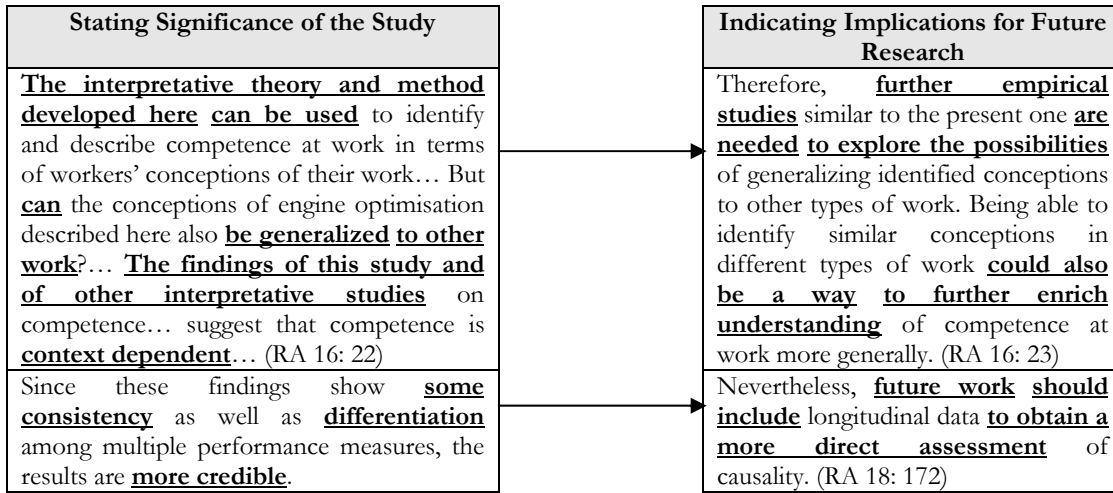 Stating Significance of the Study
The interpretative theory and method
developed here can be used to identify
and describe competence at work in terms
of workers’ conceptions of their work… But
can the conceptions of engine optimisation
described here also be generalized to other
work?… The findings of this study and
of other interpretative studies on
competence… suggest that competence is
context dependent… (RA 16: 22)
Since these findings show some
consistency as well as differentiation
among multiple performance measures, the
results are more credible.
Indicating Implications for Future
Research
Therefore, further empirical
studies similar to the present one are
needed to explore the possibilities
of generalizing identified conceptions
to other types of work. Being able to
identify similar conceptions in
different types of work could also
be a way to further enrich
understanding of competence at
work more generally. (RA 16: 23)
Nevertheless, future work should
include longitudinal data to obtain a
more direct assessment of
causality. (RA 18: 172)